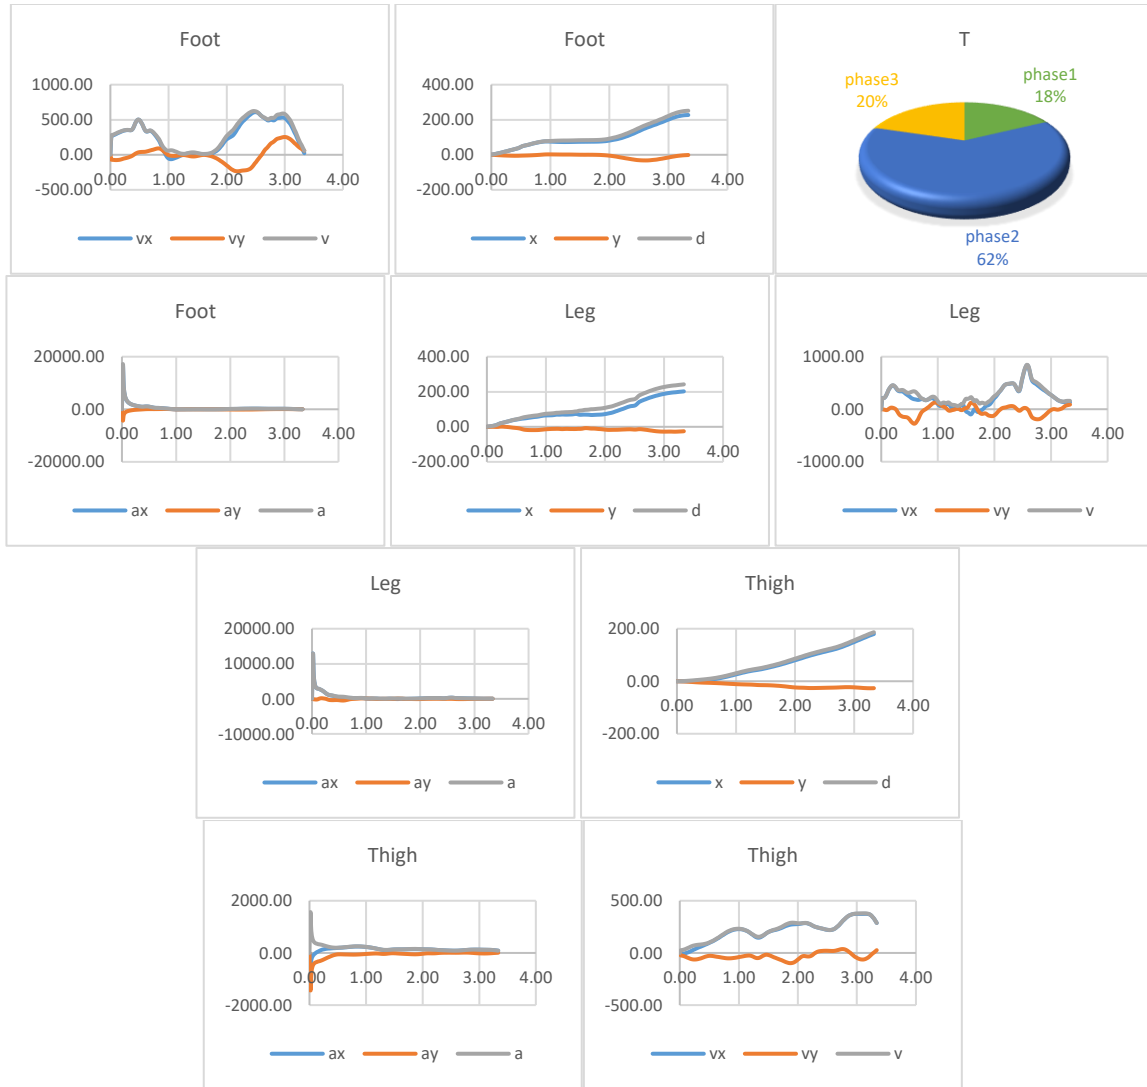 Foot
1000.00
500.00
0.00
-500.00
0.00 1.00 2.00 3.00 4.00
vx vy v
Foot
400.00
200.00
0.00
-200.00
0.00 1.00 2.00 3.00 4.00
x y d
T
phase3
20%
phase1
18%
phase2
62%
Foot
20000.00
0.00
-20000.00
0.00 1.00 2.00 3.00 4.00
ax ay a
Leg
400.00
200.00
0.00
-200.00
0.00 1.00 2.00 3.00 4.00
x y d
Leg
1000.00
0.00
-1000.00
0.00 1.00 2.00 3.00 4.00
vx vy v
Leg
20000.00
10000.00
0.00
-10000.00
0.00 1.00 2.00 3.00 4.00
ax ay a
Thigh
200.00
0.00
-200.00
0.00 1.00 2.00 3.00 4.00
x y d
Thigh
2000.00
0.00
-2000.00
0.00 1.00 2.00 3.00 4.00
ax ay a
Thigh
500.00
0.00
-500.00
0.00 1.00 2.00 3.00 4.00
vx vy v